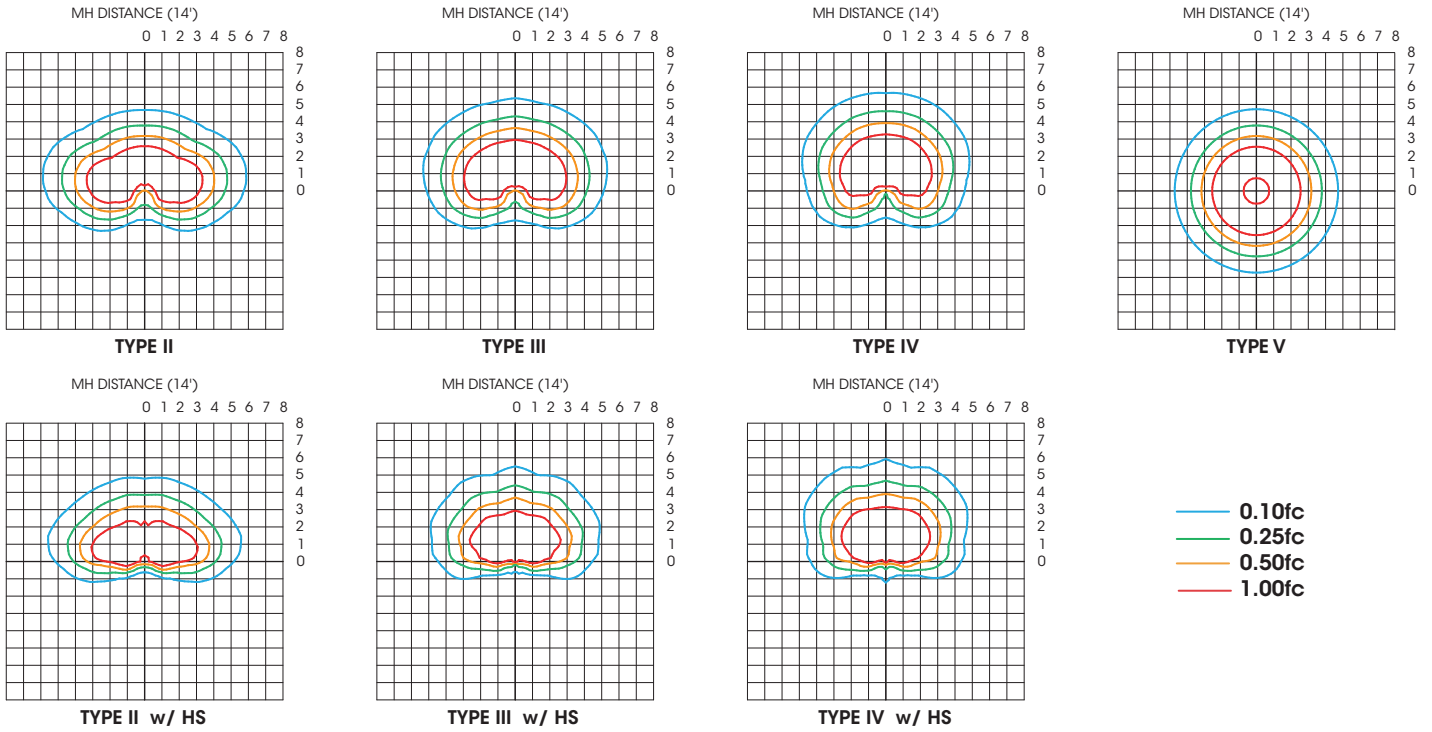 MH DISTANCE (14')
0 1 2 3 4 5 6 7 8
8
7
6
5
4
3
2
1
0
TYPE II
MH DISTANCE (14')
0 1 2 3 4 5 6 7 8
8
7
6
5
4
3
2
1
0
TYPE III
MH DISTANCE (14')
0 1 2 3 4 5 6 7 8
8
7
6
5
4
3
2
1
0
TYPE IV
MH DISTANCE (14')
0 1 2 3 4 5 6 7 8
8
7
6
5
4
3
2
1
0
TYPE V
MH DISTANCE (14')
0 1 2 3 4 5 6 7 8
8
7
6
5
4
3
2
1
0
TYPE II w/ HS
MH DISTANCE (14')
0 1 2 3 4 5 6 7 8
8
7
6
5
4
3
2
1
0
TYPE III w/ HS
MH DISTANCE (14')
0 1 2 3 4 5 6 7 8
8
7
6
5
4
3
2
1
0
TYPE IV w/ HS
0.10fc
0.25fc
0.50fc
1.00fc